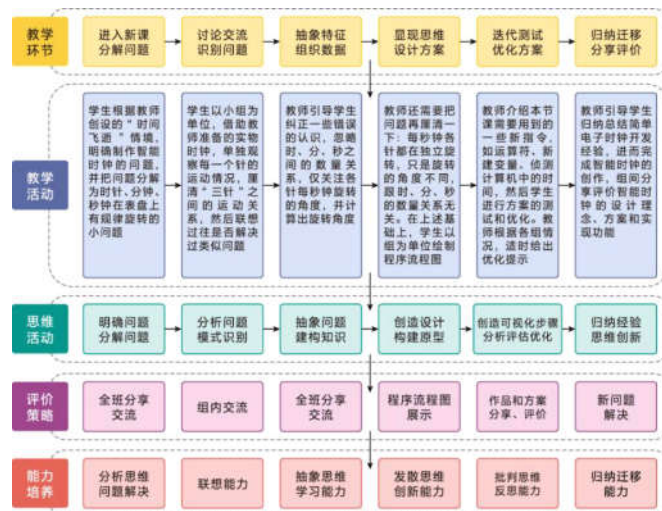 教学
环节
进入新课
分解问题
讨论交流
识别问题
抽象特征
组织数据
显现思维
设计方案
迭代测试
优化方案
归纳迁移
分享评价
教学
活动
学生根据教师
创设的“时间
飞逝”情境，
明确制作智能
时钟的问题，
并把问题分解
为时针、分钟、
秒钟在表盘上
有规律旋转的
小问题
学生以小组为
单位，借助教
师准备的实物
时钟，单独观
察每一个针的
运动情况，厘
清“三针”之
间的运动关
系，然后联想
过往是否解决
过类似问题
教师引导学生
纠正一些错误
的认识，忽略
时、分、秒之
间的数量关
系，仅关注各
针每秒钟旋转
的角度，并计
算出旋转角度
教师还需要把
问题再厘清一
下：每秒钟各
针都在独立旋
转，只是旋转
的角度不同，
跟时、分、秒
的数量关系无
关。在上述基
础上，学生以
组为单位绘制
程序流程图
教师介绍本节
课需要用到的
一些新指令，
如运算符、新
建变量、侦测
计算机中的时
间，然后学生
进行方案的测
试和优化。教
师根据各组情
况，适时给出
优化提示
教师引导学生
归纳总结简单
电子时钟开发
经验，进而完
成智能时钟的
创作，组间分
享评价智能时
钟的设计理
念、方案和实
现功能
思维
活动
明确问题
分解问题
分析问题
模式识别
抽象问题
建构知识
创造设计
构建原型
创造可视化步骤
分析评估优化
归纳经验
思维创新
评价
策略
全班分享
交流
组内交流
全班分享
交流
程序流程图
展示
作品和方案
分享、评价
新问题
解决
能力
培养
分析思维
问题解决
联想能力
抽象思维
学习能力
发散思维
创新能力
批判思维
反思能力
归纳迁移
能力